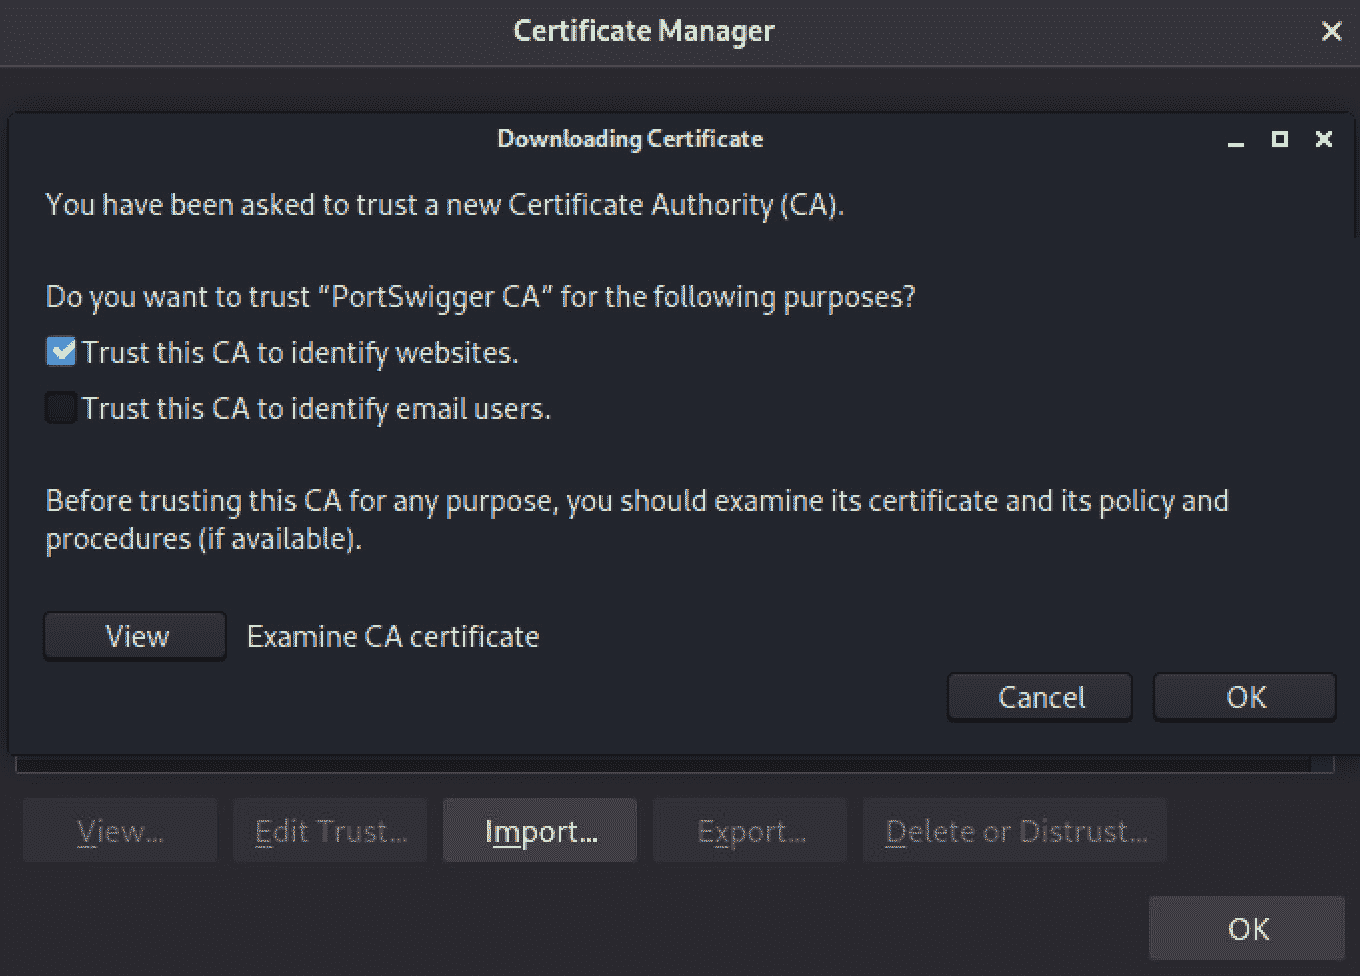 Certificate Manager
Downloading Certificate
You have been asked to trust a new Certificate Authority (CA).
Do you want to trust “PortSwigger CA” for the following purposes?
Trust this CA to identify websites.
Trust this CA to identify email users.
Before trusting this CA for any purpose, you should examine its certificate and its policy and
procedures (if available).
View Examine CA certificate
Cancel OK
View... Edit Trust... Import... Export... Delete or Distrust...
OK